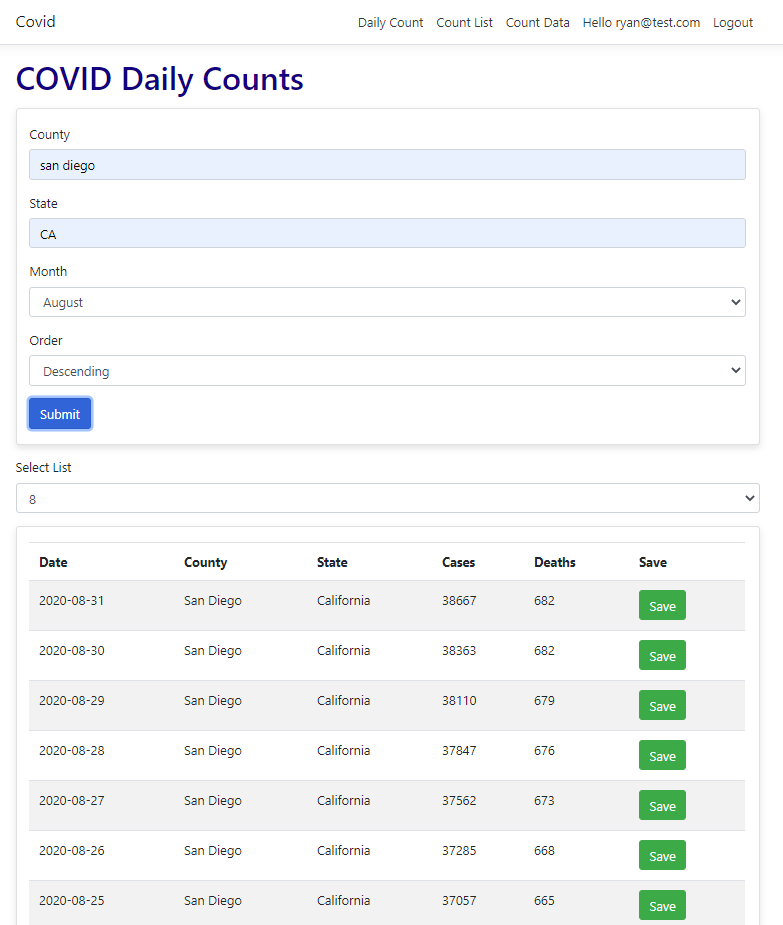 Covid Daily Count Count List Count Data Hello ryan@test.com Logout
COVID Daily Counts
County
san diego
State
CA
Month
August
Order
Descending
Submit
Select List
8
Date County State Cases Deaths Save
2020-08-31 San Diego California 38667 682 Save
2020-08-30 San Diego California 38363 682 Save
2020-08-29 San Diego California 38110 679 Save
2020-08-28 San Diego California 37847 676 Save
2020-08-27 San Diego California 37562 673 Save
2020-08-26 San Diego California 37285 668 Save
2020-08-25 San Diego California 37057 665 Save